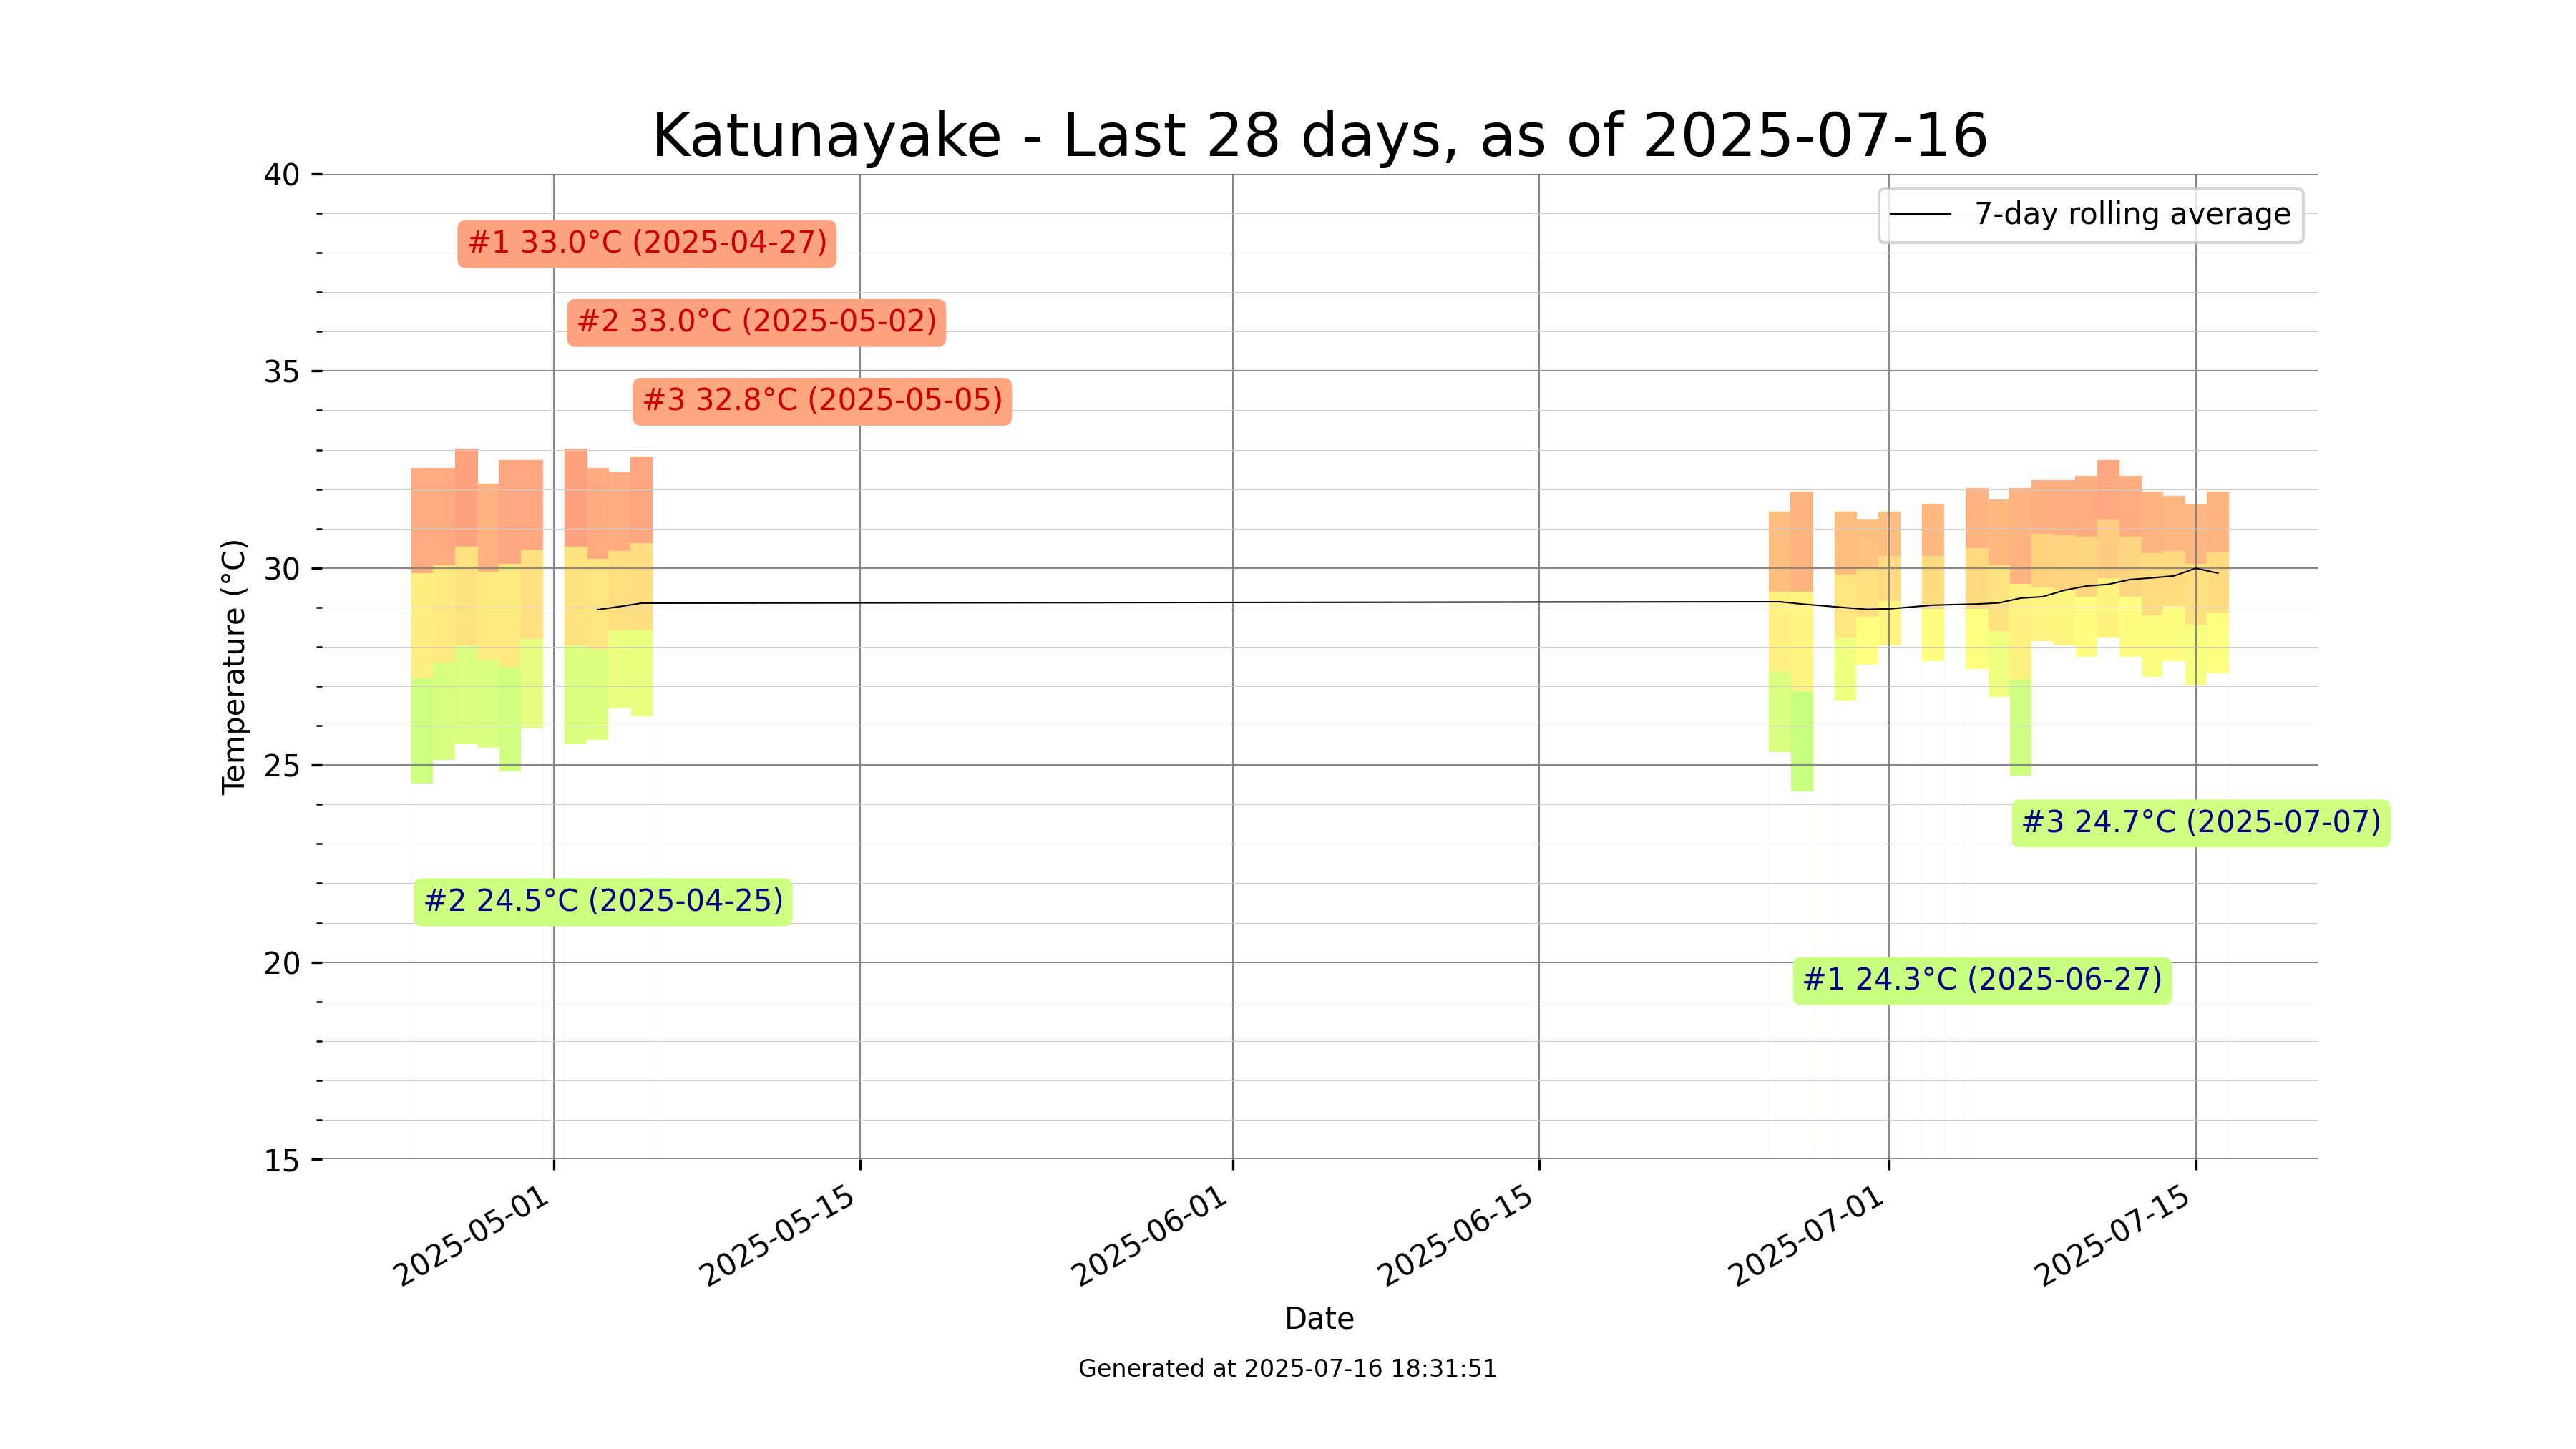 Katunayake - Last 28 days, as of 2025-07-16
7-day rolling average
#1 33.0°C (2025-04-27)
#2 33.0°C (2025-05-02)
#3 32.8°C (2025-05-05)
#3 24.7°C (2025-07-07)
#2 24.5°C (2025-04-25)
#1 24.3°C (2025-06-27)
Temperature (°C)
40
35
30
25
20
15
2025-05-01
2025-05-15
2025-06-01
2025-06-15
2025-07-01
2025-07-15
Date
Generated at 2025-07-16 18:31:51